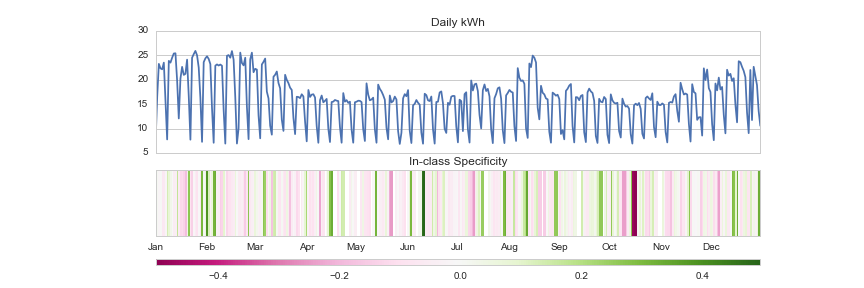 Daily kWh
30
25
20
15
10
5
In-class Specificity
Jan Feb Mar Apr May Jun Jul Aug Sep Oct Nov Dec
−0.4 −0.2 0.0 0.2 0.4